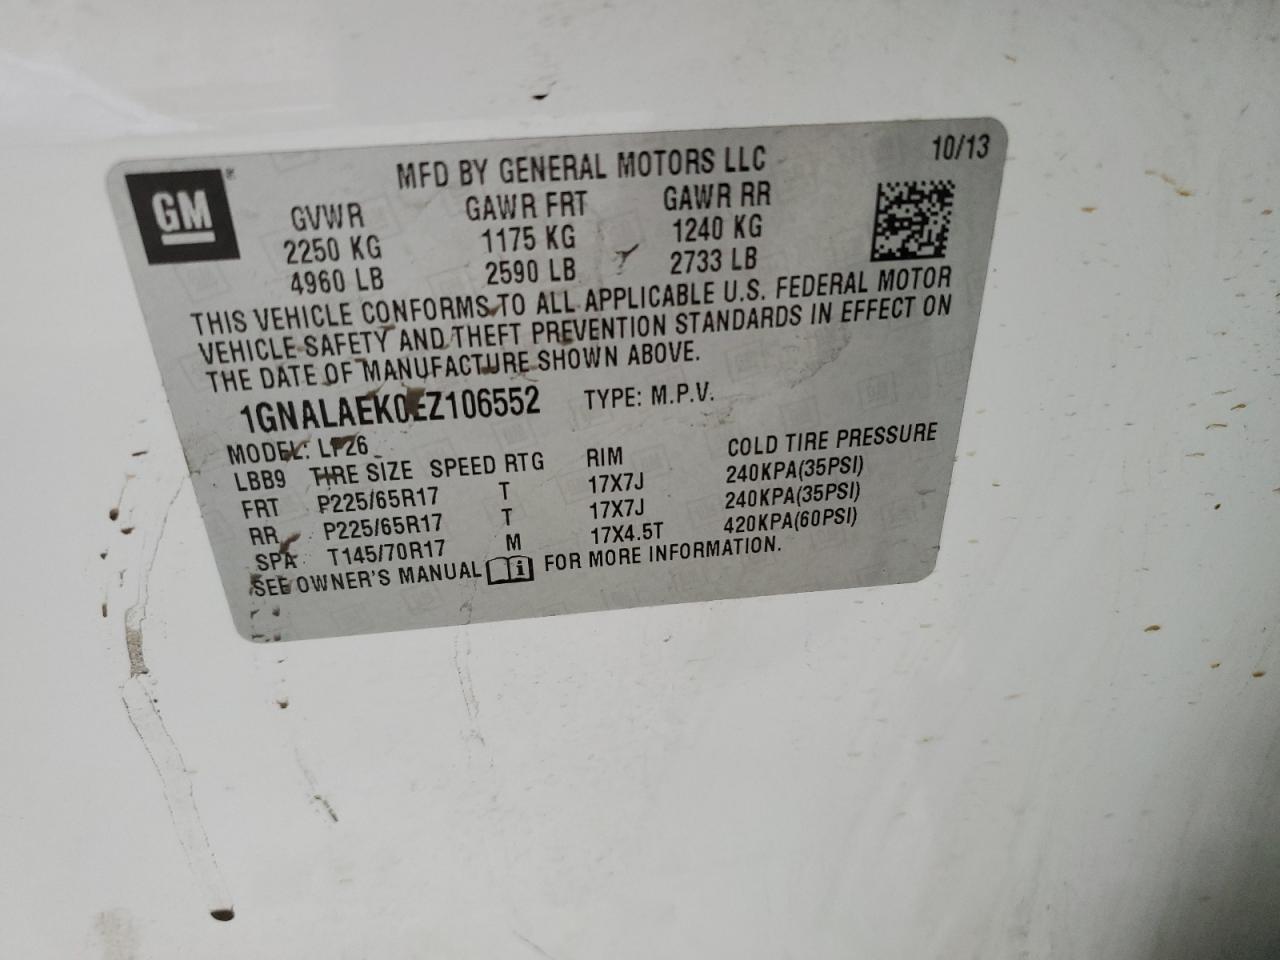 GM
MFD BY GENERAL MOTORS LLC 10/13
GVWR GAWR FRT GAWR RR
2250 KG 1175 KG 1240 KG
4960 LB 2590 LB 2733 LB
THIS VEHICLE CONFORMS TO ALL APPLICABLE U.S. FEDERAL MOTOR
VEHICLE SAFETY AND THEFT PREVENTION STANDARDS IN EFFECT ON
THE DATE OF MANUFACTURE SHOWN ABOVE.
1GNALAEK0EZ106552 TYPE: M.P.V.
MODEL:
LBB9 TIRE SIZE SPEED RTG RIM COLD TIRE PRESSURE
FRT P225/65R17 T 17X7J 240KPA(35PSI)
RR P225/65R17 T 17X7J 240KPA(35PSI)
SPA T145/70R17 M 17X4.5T 420KPA(60PSI)
SEE OWNER'S MANUAL i FOR MORE INFORMATION.